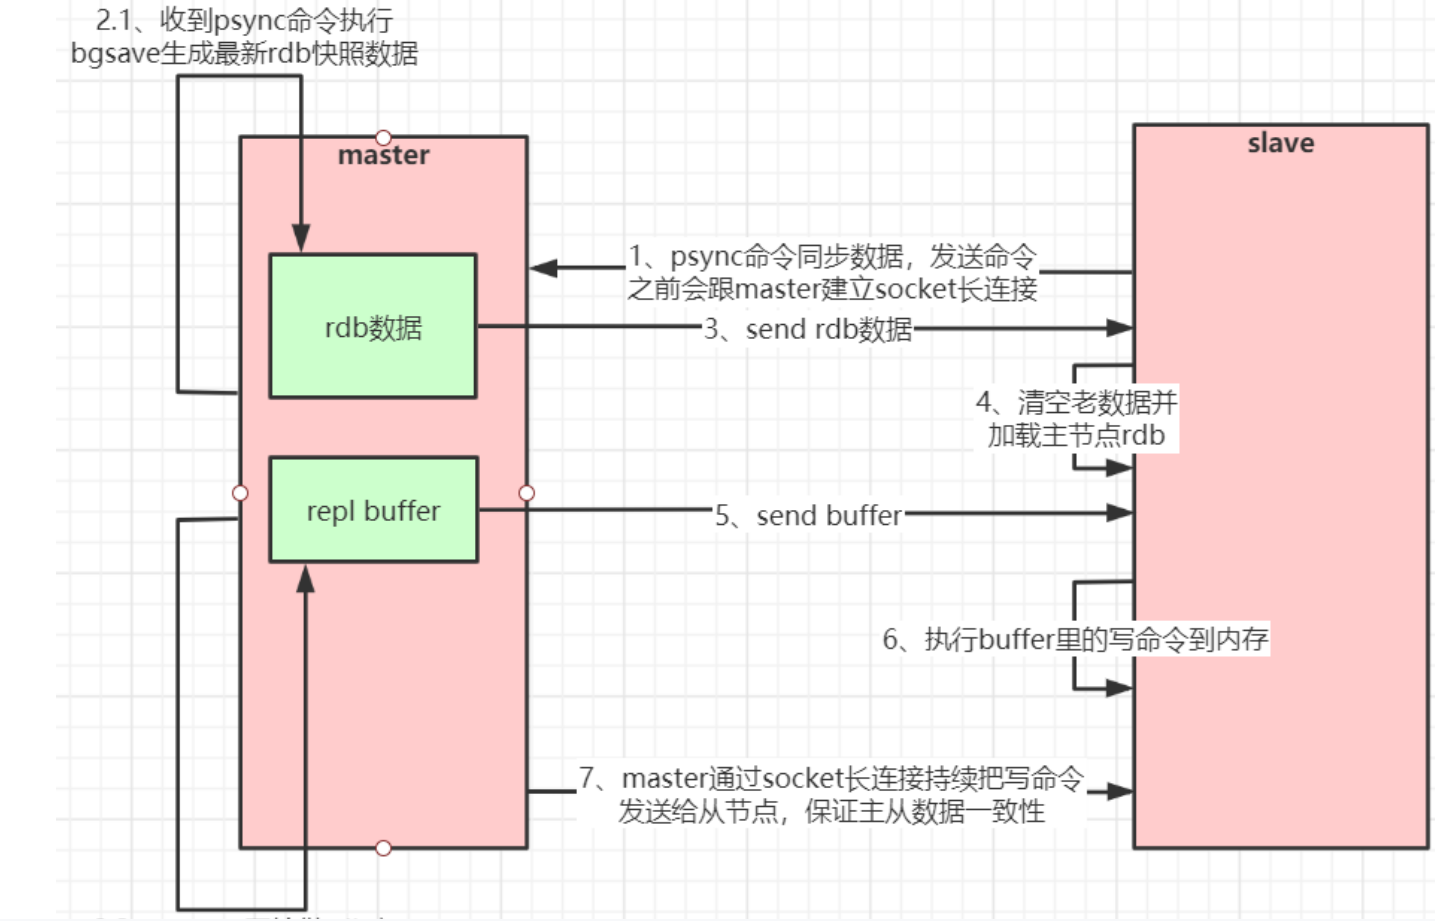 2.1、收到psync命令执行
bgsave生成最新rdb快照数据
master
slave
1、psync命令同步数据，发送命令
之前会跟master建立socket长连接
rdb数据
3、send rdb数据
4、清空老数据并
加载主节点rdb
repl buffer
5、send buffer
6、执行buffer里的写命令到内存
7、master通过socket长连接持续把写命令
发送给从节点，保证主从数据一致性